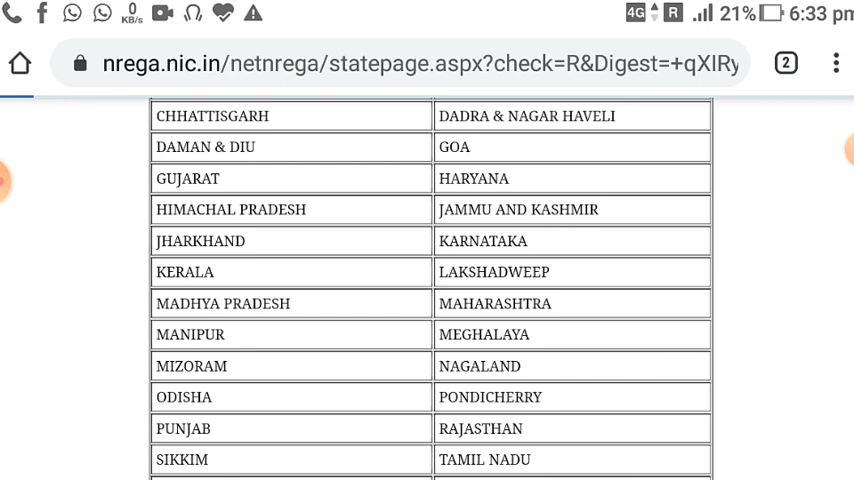 0
KB/s
4G R 21% 6:33 pm
nrega.nic.in/netnrega/statepage.aspx?check=R&Digest=+qXIRy
2
CHHATTISGARH DADRA & NAGAR HAVELI
DAMAN & DIU GOA
GUJARAT HARYANA
HIMACHAL PRADESH JAMMU AND KASHMIR
JHARKHAND KARNATAKA
KERALA LAKSHADWEEP
MADHYA PRADESH MAHARASHTRA
MANIPUR MEGHALAYA
MIZORAM NAGALAND
ODISHA PONDICHERRY
PUNJAB RAJASTHAN
SIKKIM TAMIL NADU